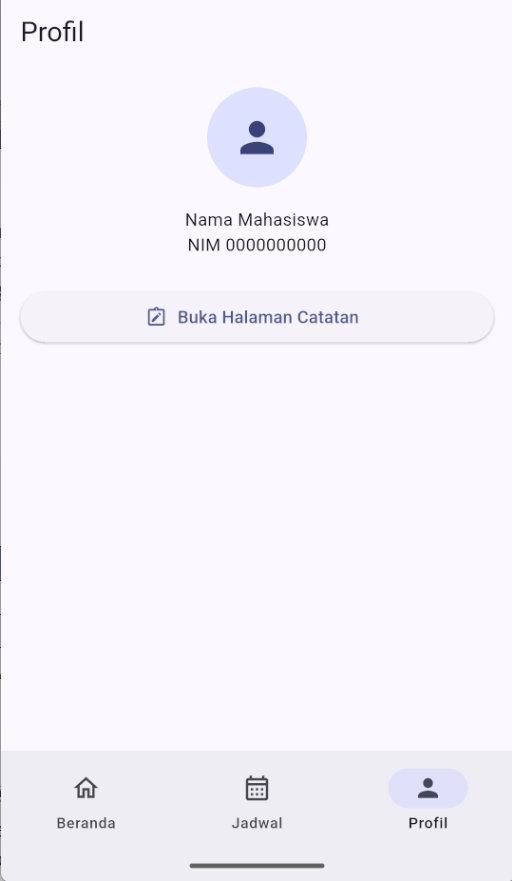 Profil
Nama Mahasiswa
NIM 0000000000
Buka Halaman Catatan
Beranda
Jadwal
Profil